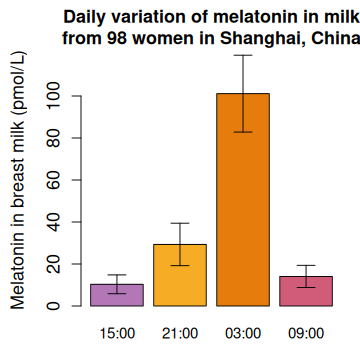 Daily variation of melatonin in milk
from 98 women in Shanghai, China
Melatonin in breast milk (pmol/L)
100
80
60
40
20
0
15:00 21:00 03:00 09:00